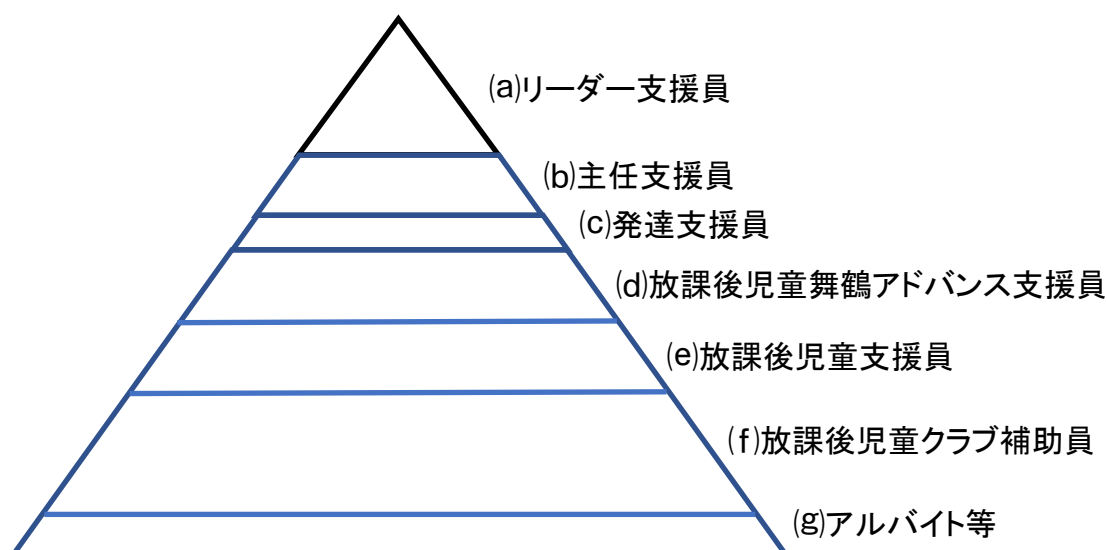 (a)リーダー支援員
(b)主任支援員
(c)発達支援員
(d)放課後児童舞鶴アドバンス支援員
(e)放課後児童支援員
(f)放課後児童クラブ補助員
(g)アルバイト等